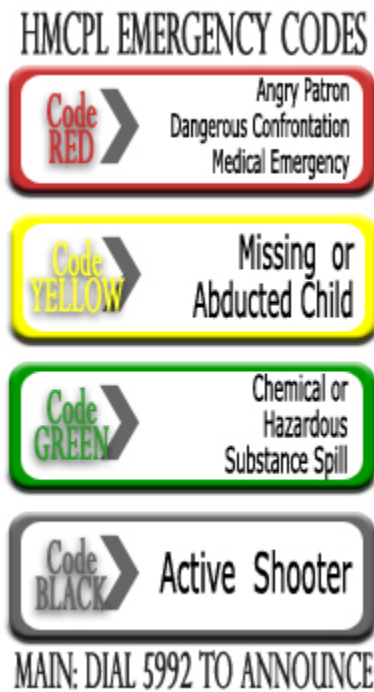 HMCPL EMERGENCY CODES
Code
RED
Angry Patron
Dangerous Confrontation
Medical Emergency
Code
YELLOW
Missing or
Abducted Child
Code
GREEN
Chemical or
Hazardous
Substance Spill
Code
BLACK
Active Shooter
MAIN: DIAL 5992 TO ANNOUNCE